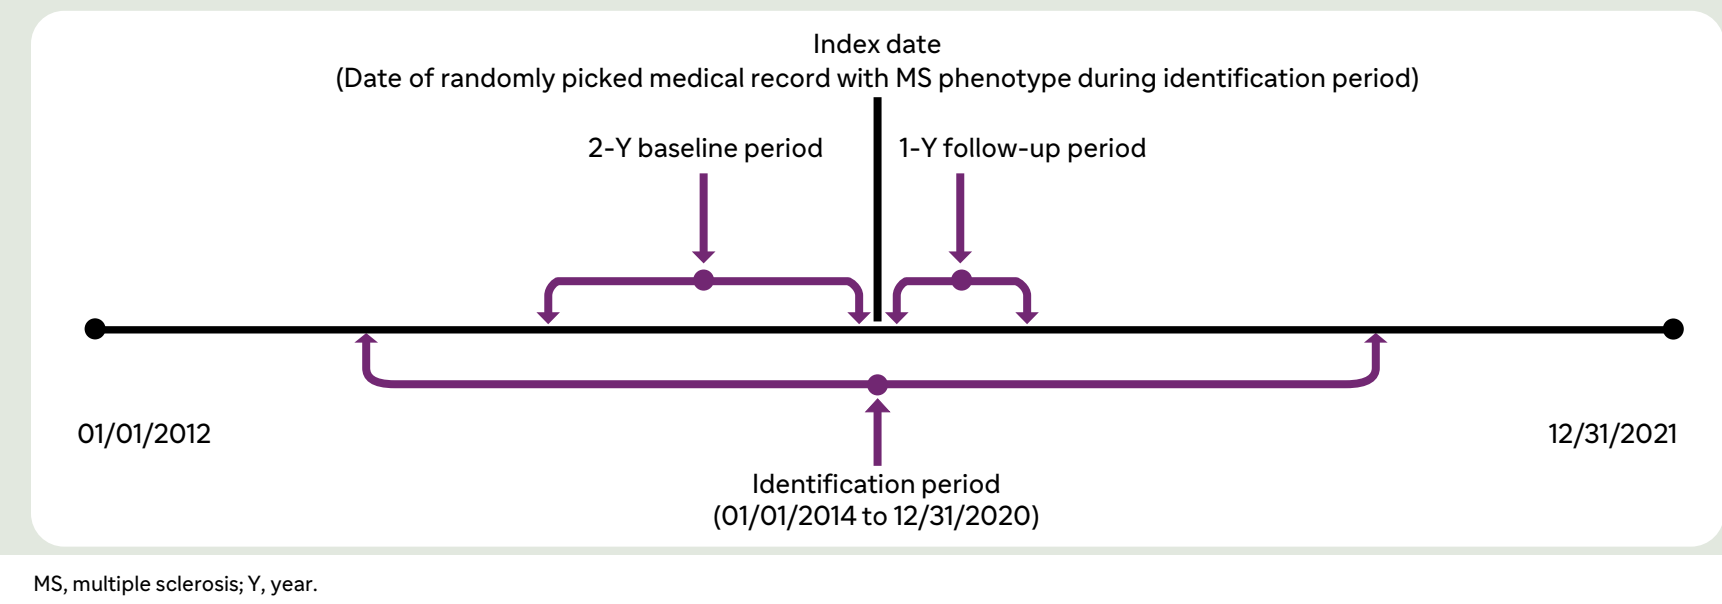 Index date
(Date of randomly picked medical record with MS phenotype during identification period)
2-Y baseline period
1-Y follow-up period
01/01/2012
12/31/2021
Identification period
(01/01/2014 to 12/31/2020)
MS, multiple sclerosis; Y, year.